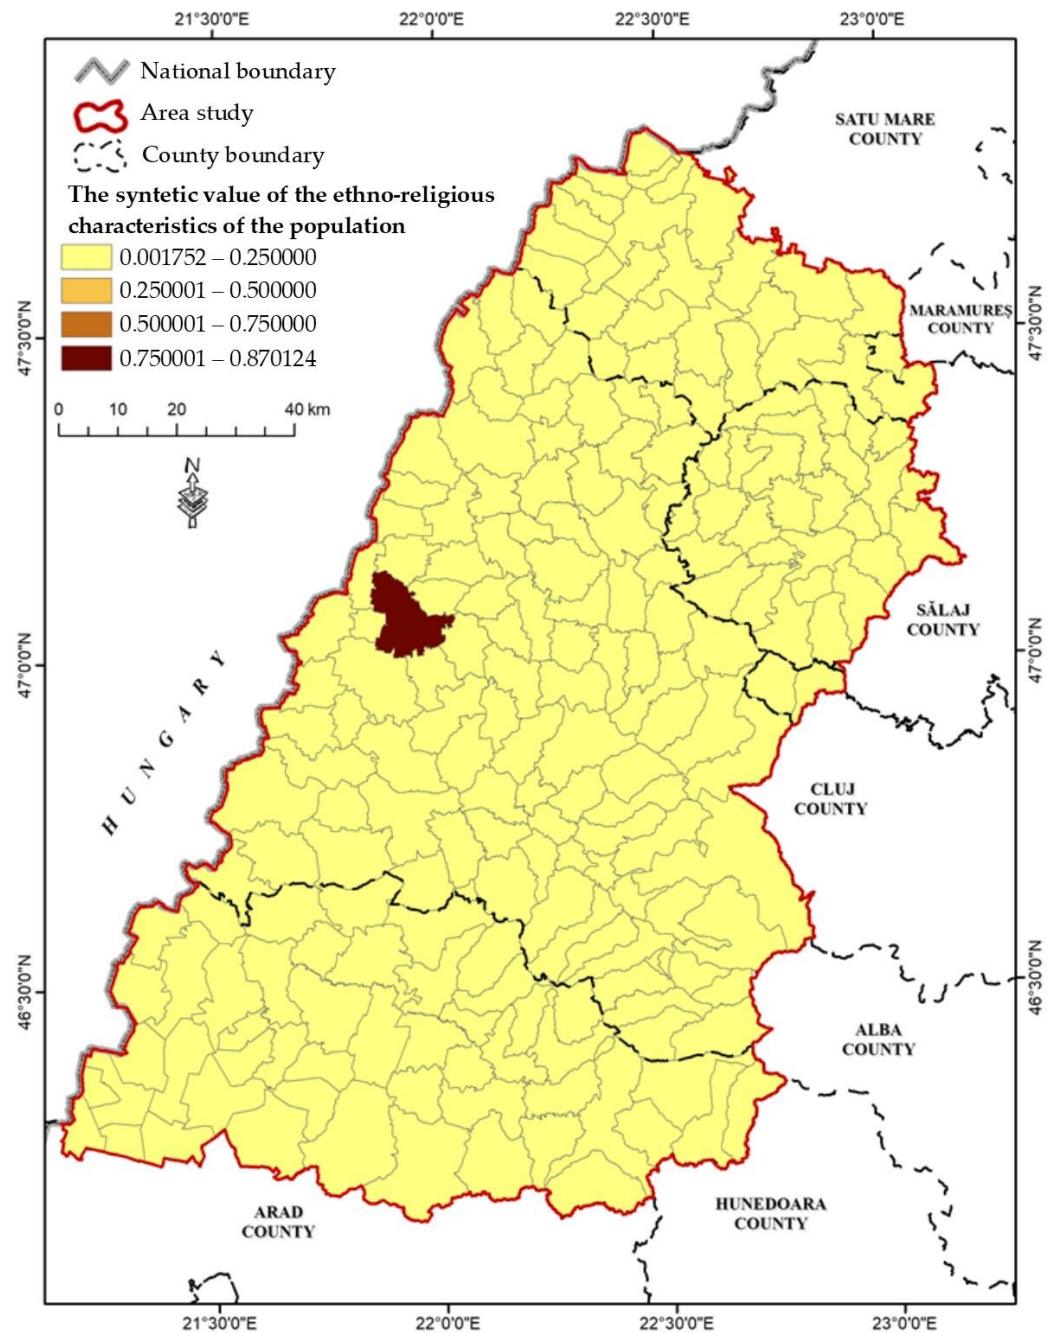 21°30'0"E 22°0'0"E 22°30'0"E 23°0'0"E
National boundary
Area study
County boundary
The syntetic value of the ethno-religious
characteristics of the population
0.001752 – 0.250000
0.250001 – 0.500000
0.500001 – 0.750000
0.750001 – 0.870124
0 10 20 40 km
N
SATU MARE
COUNTY
MARAMUREȘ
COUNTY
47°30'0"N
47°30'0"N
SĂLAJ
COUNTY
47°0'0"N
47°0'0"N
HUNGARY
CLUJ
COUNTY
46°30'0"N
46°30'0"N
ALBA
COUNTY
ARAD
COUNTY
HUNEDOARA
COUNTY
21°30'0"E 22°0'0"E 22°30'0"E 23°0'0"E